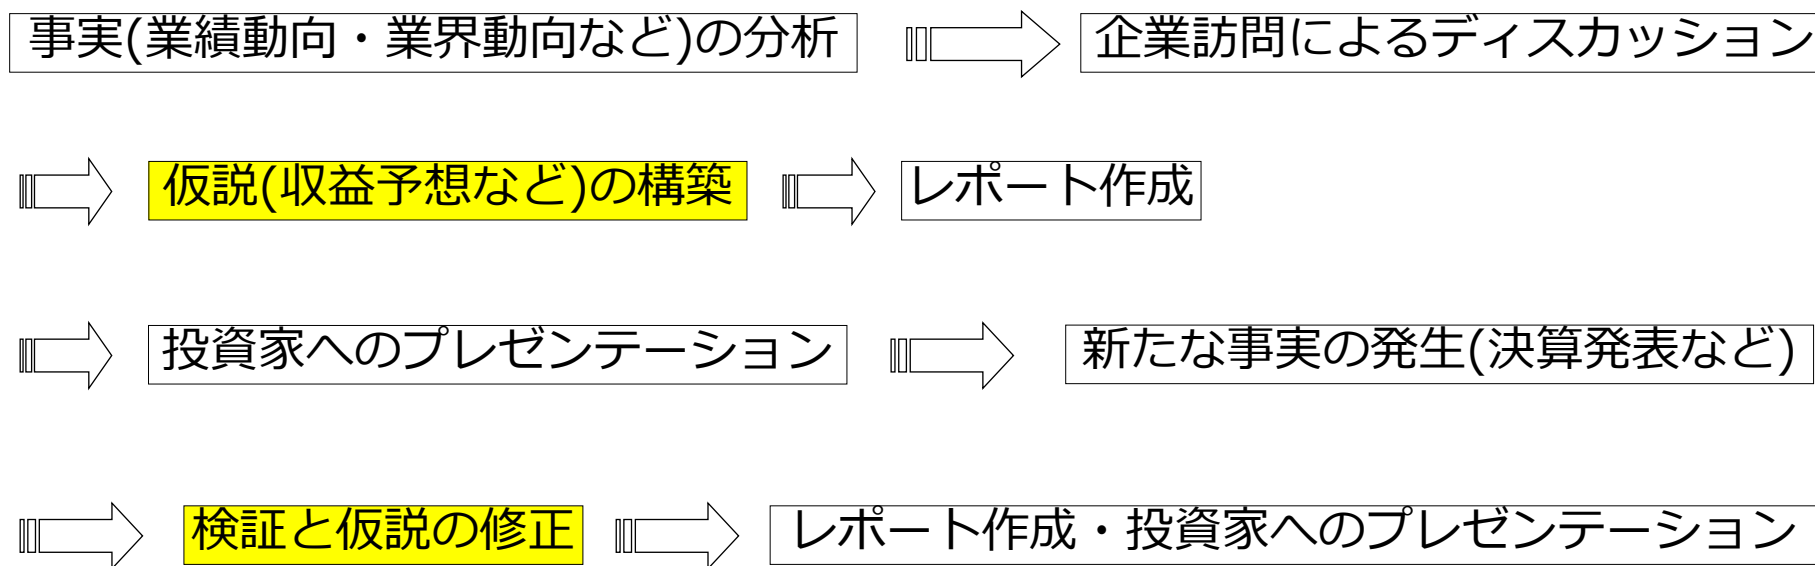 事実(業績動向・業界動向など)の分析
企業訪問によるディスカッション
仮説(収益予想など)の構築
レポート作成
投資家へのプレゼンテーション
新たな事実の発生(決算発表など)
検証と仮説の修正
レポート作成・投資家へのプレゼンテーション